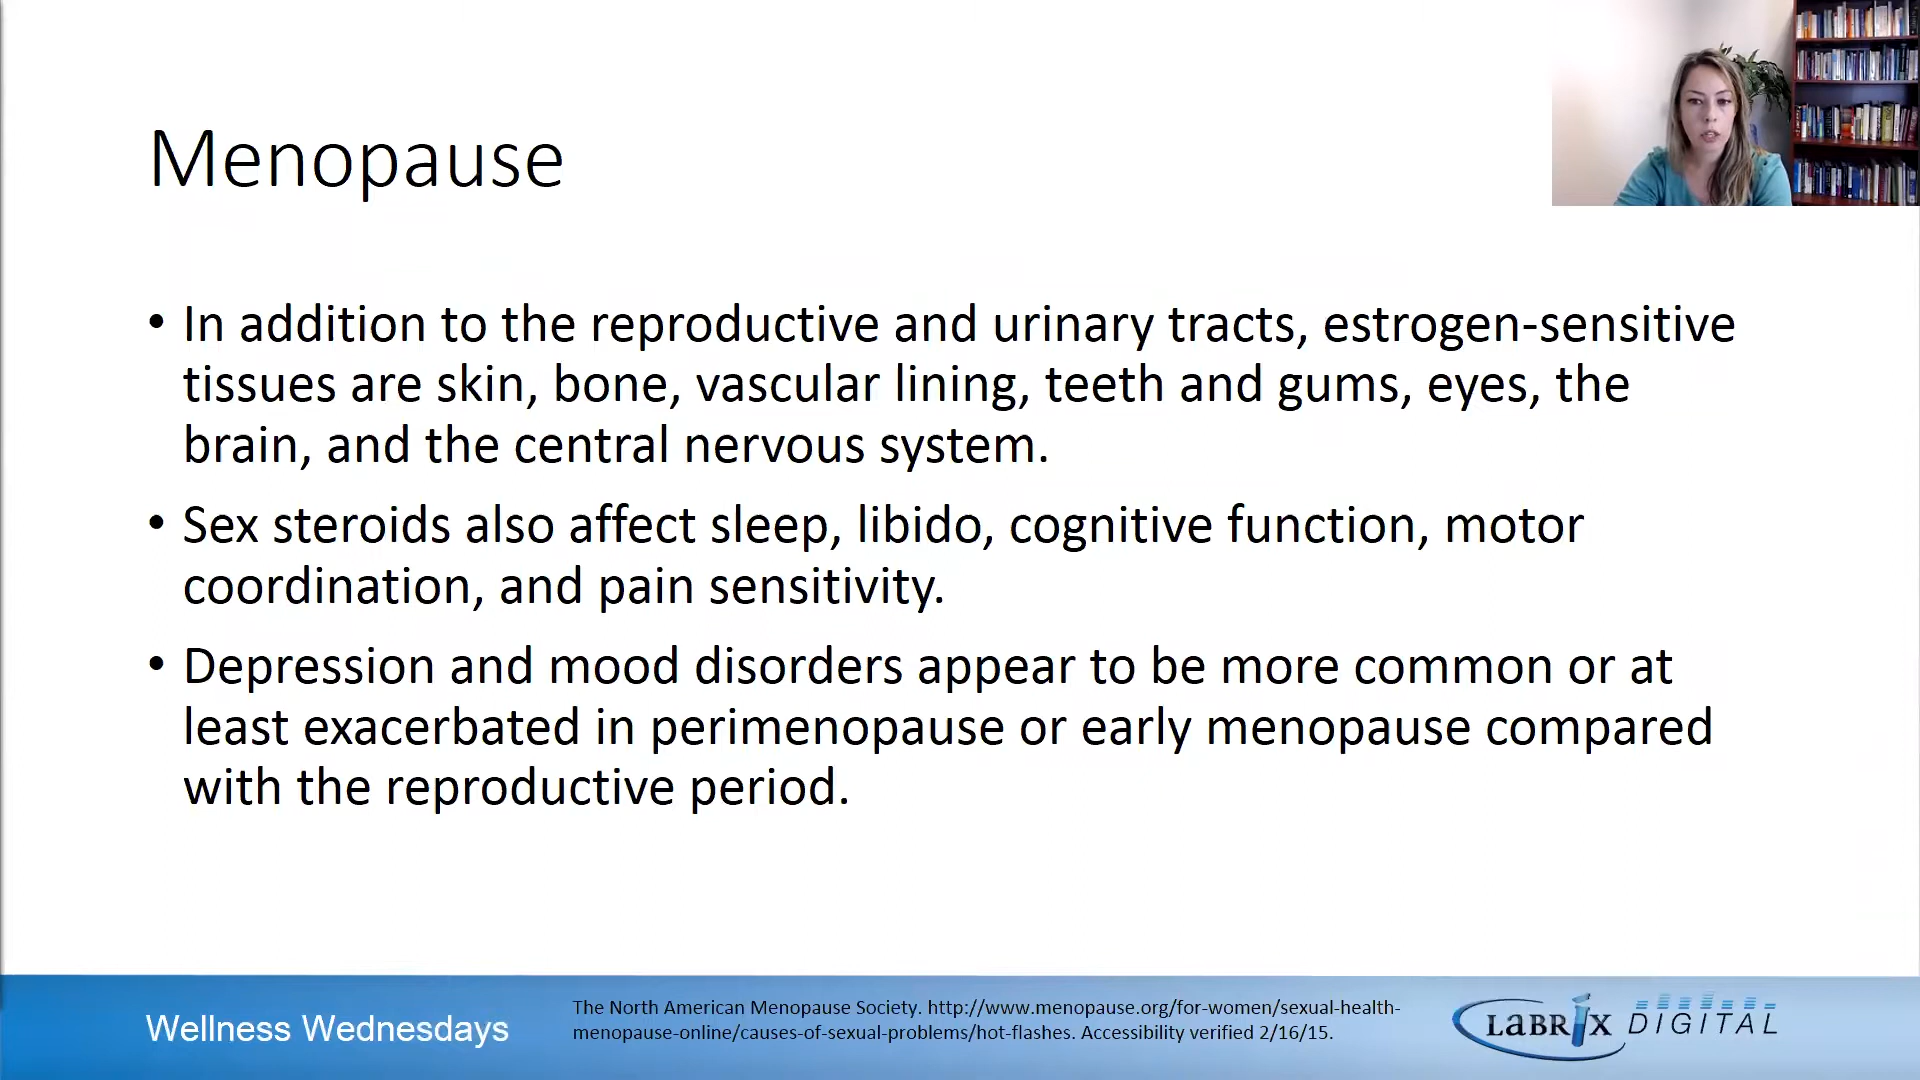 Menopause
• In addition to the reproductive and urinary tracts, estrogen-sensitive
tissues are skin, bone, vascular lining, teeth and gums, eyes, the
brain, and the central nervous system.
• Sex steroids also affect sleep, libido, cognitive function, motor
coordination, and pain sensitivity.
• Depression and mood disorders appear to be more common or at
least exacerbated in perimenopause or early menopause compared
with the reproductive period.
Wellness Wednesdays
The North American Menopause Society. http://www.menopause.org/for-women/sexual-health-
menopause-online/causes-of-sexual-problems/hot-flashes. Accessibility verified 2/16/15.
LABRIX DIGITAL